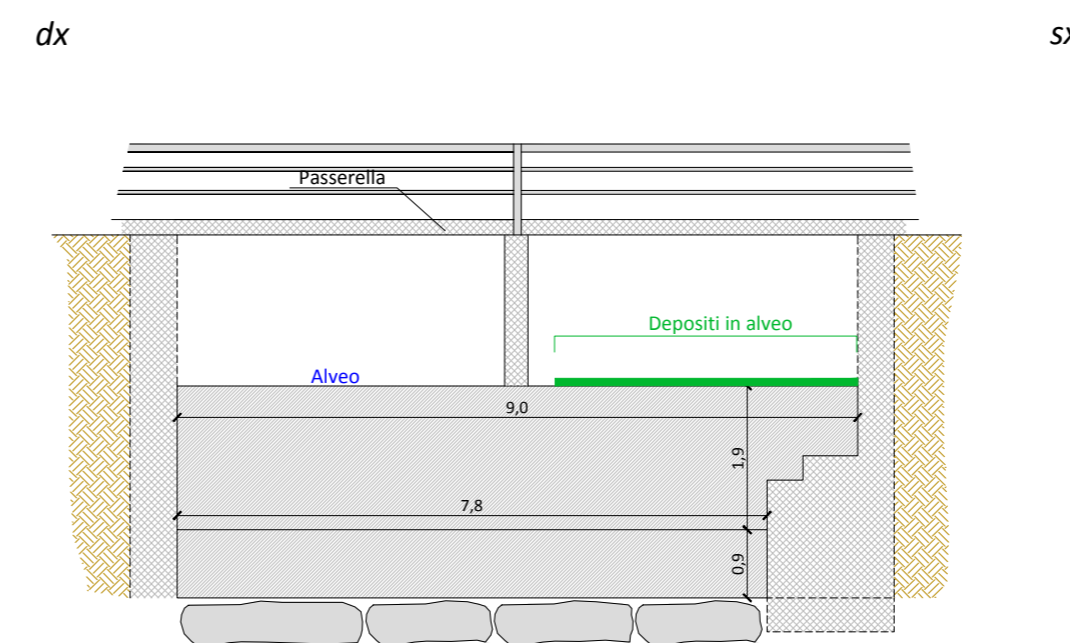 dx
sx
Passerella
Depositi in alveo
Alveo
9,0
1,9
7,8
0,9